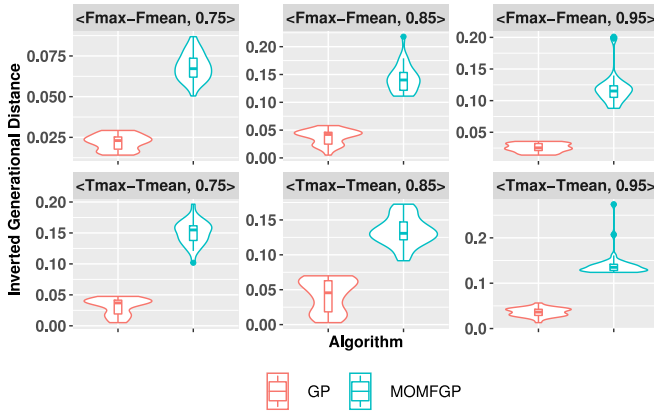 <Fmax−Fmean, 0.75>
<Fmax−Fmean, 0.85>
<Fmax−Fmean, 0.95>
0.075
0.050
0.025
0.20
0.15
0.10
0.05
0.00
0.20
0.15
0.10
0.05
<Tmax−Tmean, 0.75>
<Tmax−Tmean, 0.85>
<Tmax−Tmean, 0.95>
0.20
0.15
0.10
0.05
0.00
0.15
0.10
0.05
0.00
0.2
0.1
0.0
Inverted Generational Distance
Algorithm
GP
MOMFGP